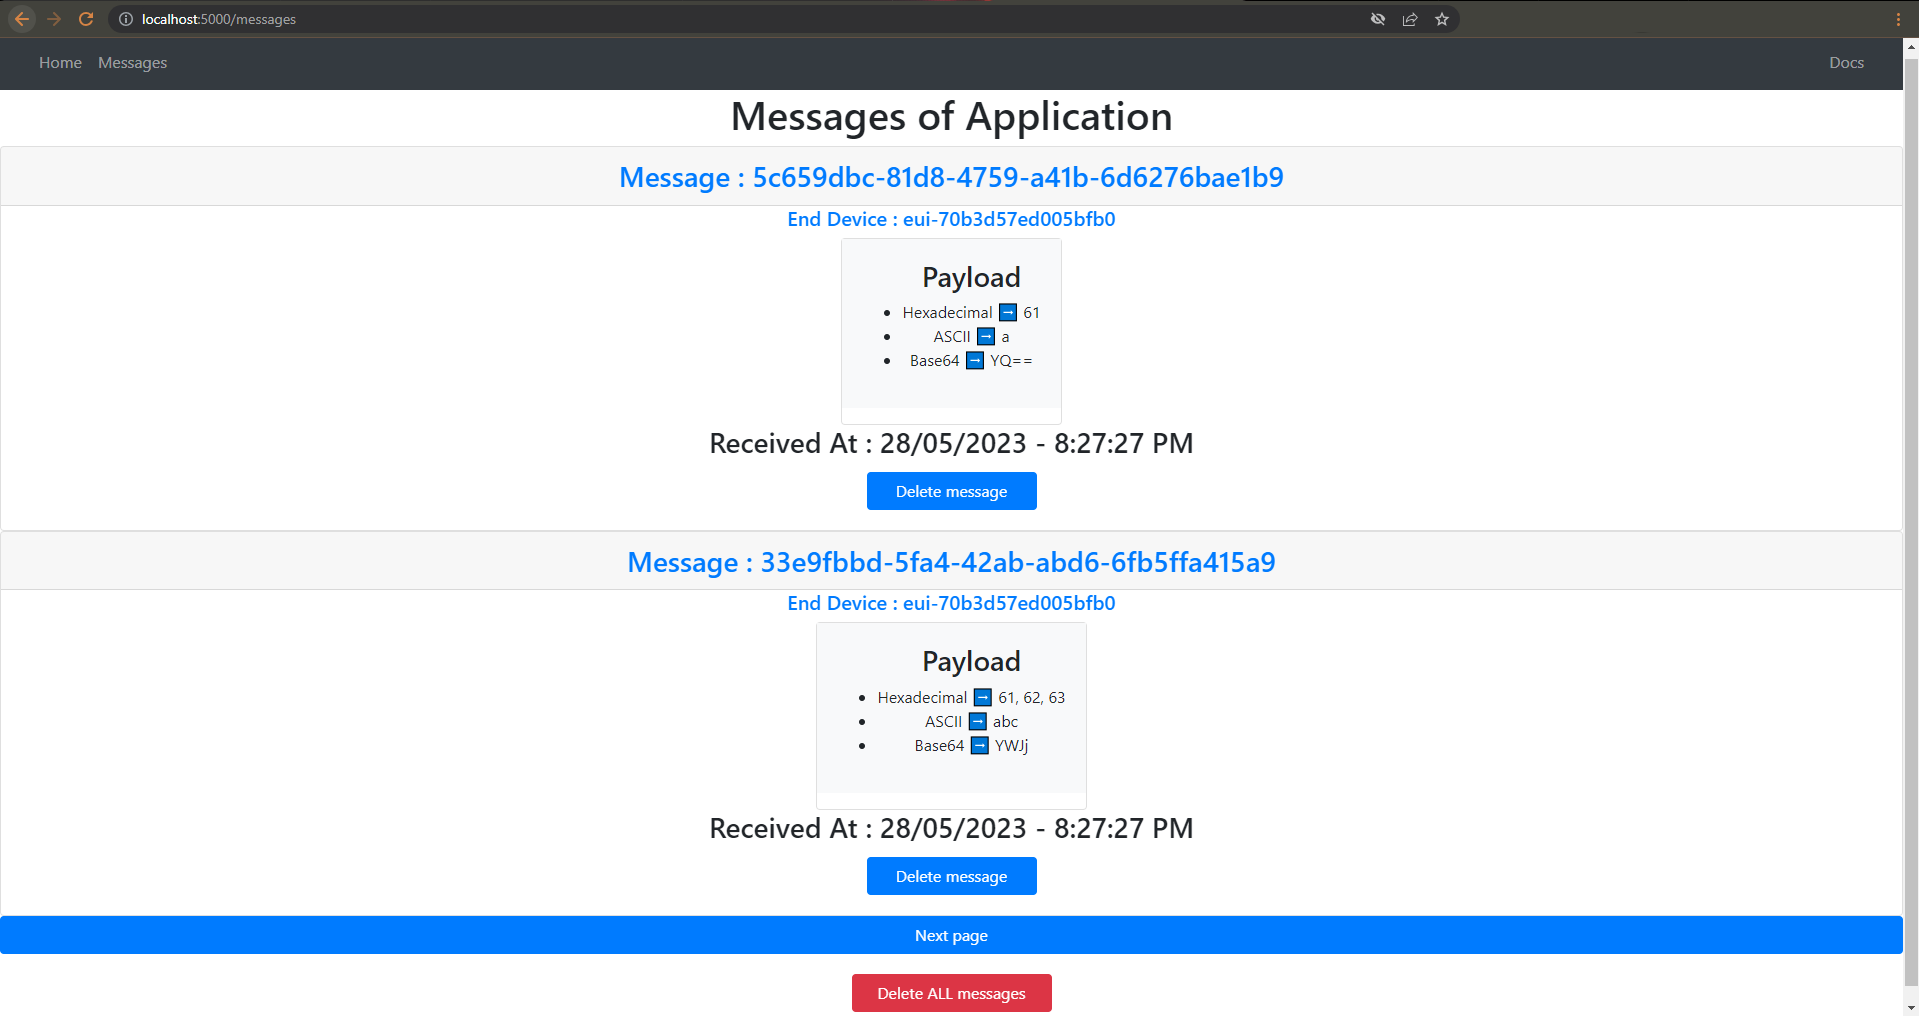 localhost:5000/messages
Home Messages Docs
Messages of Application
Message : 5c659dbc-81d8-4759-a41b-6d6276bae1b9
End Device : eui-70b3d57ed005bfb0
Payload
• Hexadecimal ➡ 61
• ASCII ➡ a
• Base64 ➡ YQ==
Received At : 28/05/2023 - 8:27:27 PM
Delete message
Message : 33e9fbbd-5fa4-42ab-abd6-6fb5ffa415a9
End Device : eui-70b3d57ed005bfb0
Payload
• Hexadecimal ➡ 61, 62, 63
• ASCII ➡ abc
• Base64 ➡ YWJj
Received At : 28/05/2023 - 8:27:27 PM
Delete message
Next page
Delete ALL messages